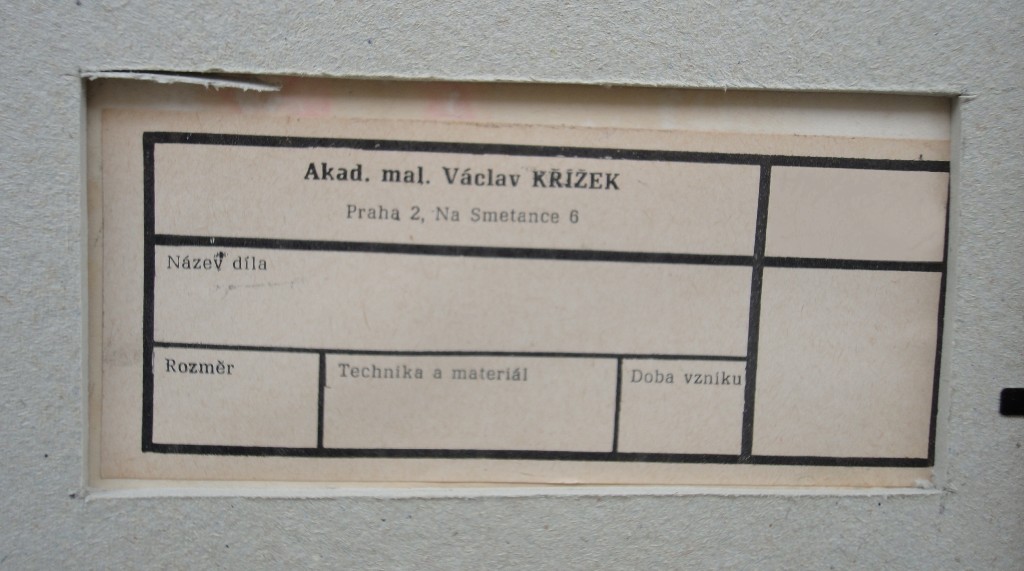 Akad. mal. Václav KŘÍŽEK
Praha 2, Na Smetance 6
Název díla
Rozměr
Technika a materiál
Doba vzniku